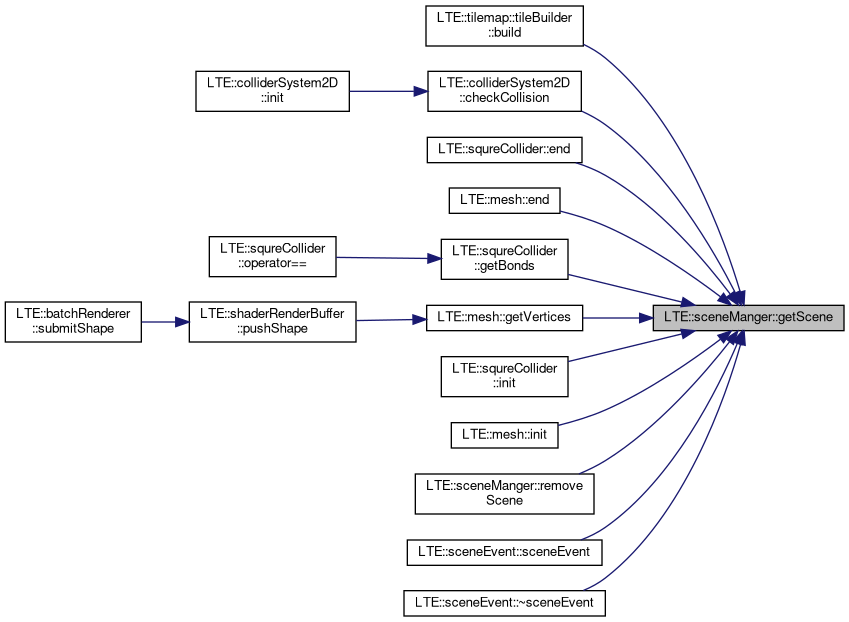 LTE::tilemap::tileBuilder
::build
LTE::colliderSystem2D
::init
LTE::colliderSystem2D
::checkCollision
LTE::squreCollider::end
LTE::mesh::end
LTE::squreCollider
::operator==
LTE::squreCollider
::getBonds
LTE::batchRenderer
::submitShape
LTE::shaderRenderBuffer
::pushShape
LTE::mesh::getVertices
LTE::sceneManger::getScene
LTE::squreCollider
::init
LTE::mesh::init
LTE::sceneManger::remove
Scene
LTE::sceneEvent::sceneEvent
LTE::sceneEvent::~sceneEvent